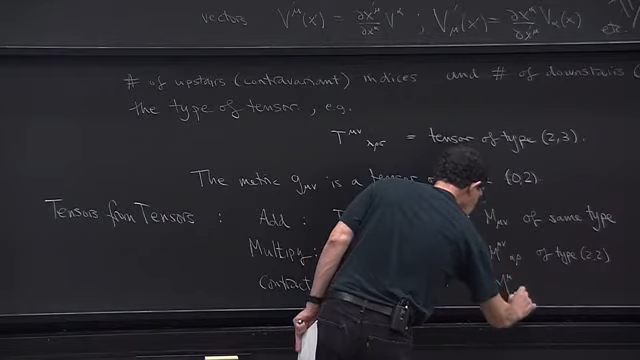 vectors V'^μ(x) = ∂x'^μ/∂x^α V^α ; V'_μ(x) = ∂x^α/∂x'^μ V_α(x) etc.
# of upstairs (contravariant) indices and # of downstairs (
the type of tensor, e.g.
T^μν_λρσ = tensor of type (2,3).
The metric g_μν is a tensor (0,2).
Tensors from Tensors : Add : M_μν of same type
Multiply : M^μν_λρ of type (2,2)
Contract M^μ